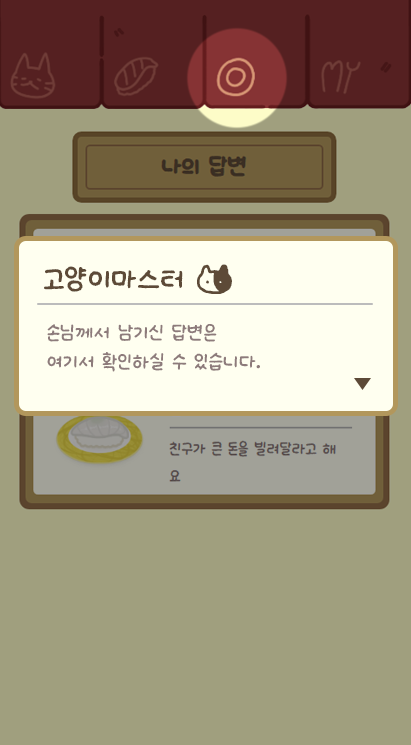 나의 답변
고양이마스터
손님께서 남기신 답변은
여기서 확인하실 수 있습니다.
친구가 큰 돈을 빌려달라고 해
요